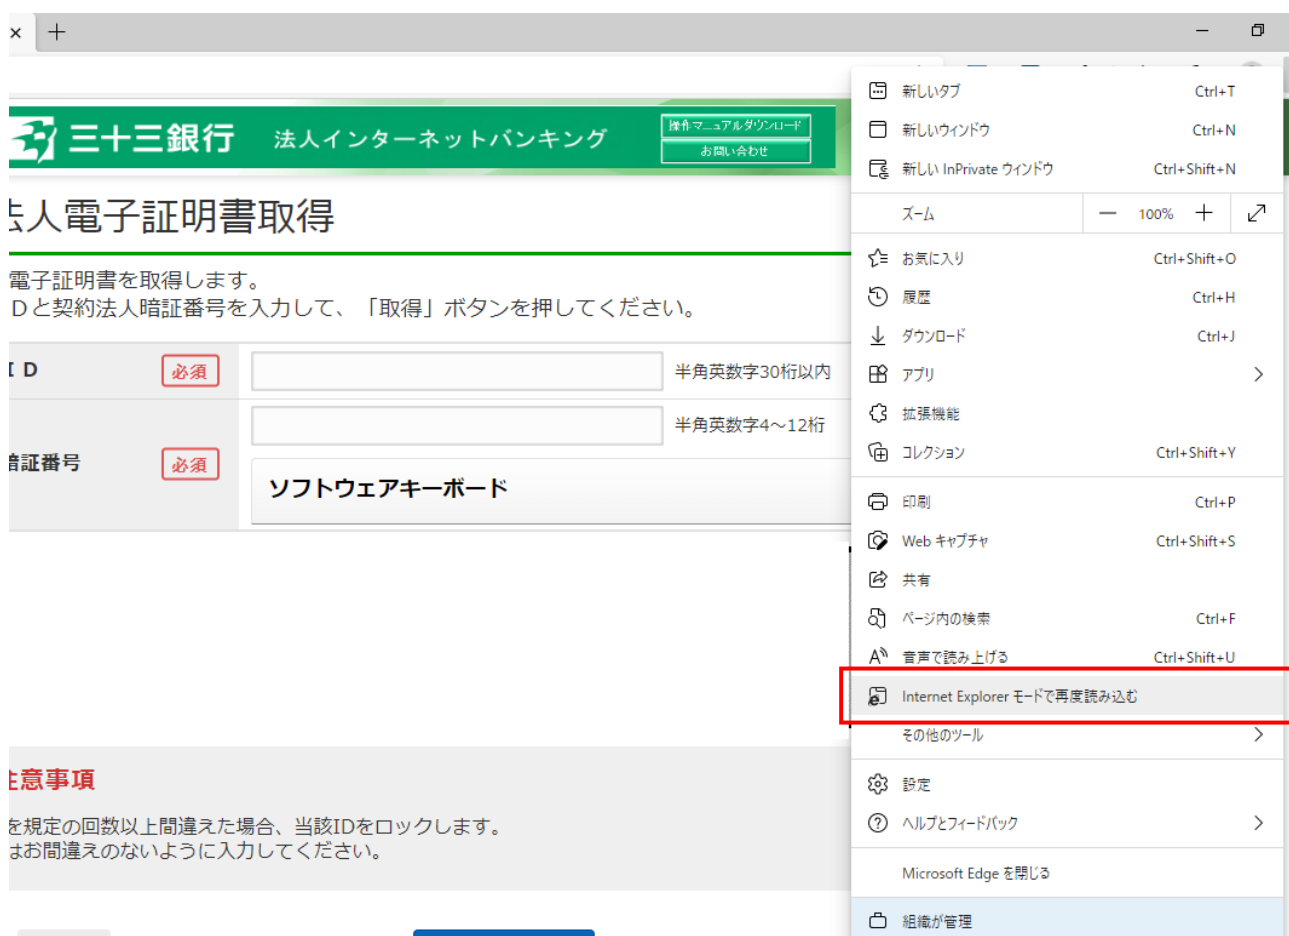 三十三銀行
法人インターネットバンキング
操作マニュアルダウンロード
お問い合わせ
法人電子証明書取得
電子証明書を取得します。
IDと契約法人暗証番号を入力して、「取得」ボタンを押してください。
ID
必須
半角英数字30桁以内
半角英数字4～12桁
暗証番号
必須
ソフトウェアキーボード
注意事項
を規定の回数以上間違えた場合、当該IDをロックします。
はお間違えのないように入力してください。
新しいタブ Ctrl+T
新しいウィンドウ Ctrl+N
新しい InPrivate ウィンドウ Ctrl+Shift+N
ズーム 100%
お気に入り Ctrl+Shift+O
履歴 Ctrl+H
ダウンロード Ctrl+J
アプリ
拡張機能
コレクション Ctrl+Shift+Y
印刷 Ctrl+P
Web キャプチャ Ctrl+Shift+S
共有
ページ内の検索 Ctrl+F
音声で読み上げる Ctrl+Shift+U
Internet Explorer モードで再度読み込む
その他のツール
設定
ヘルプとフィードバック
Microsoft Edge を閉じる
組織が管理